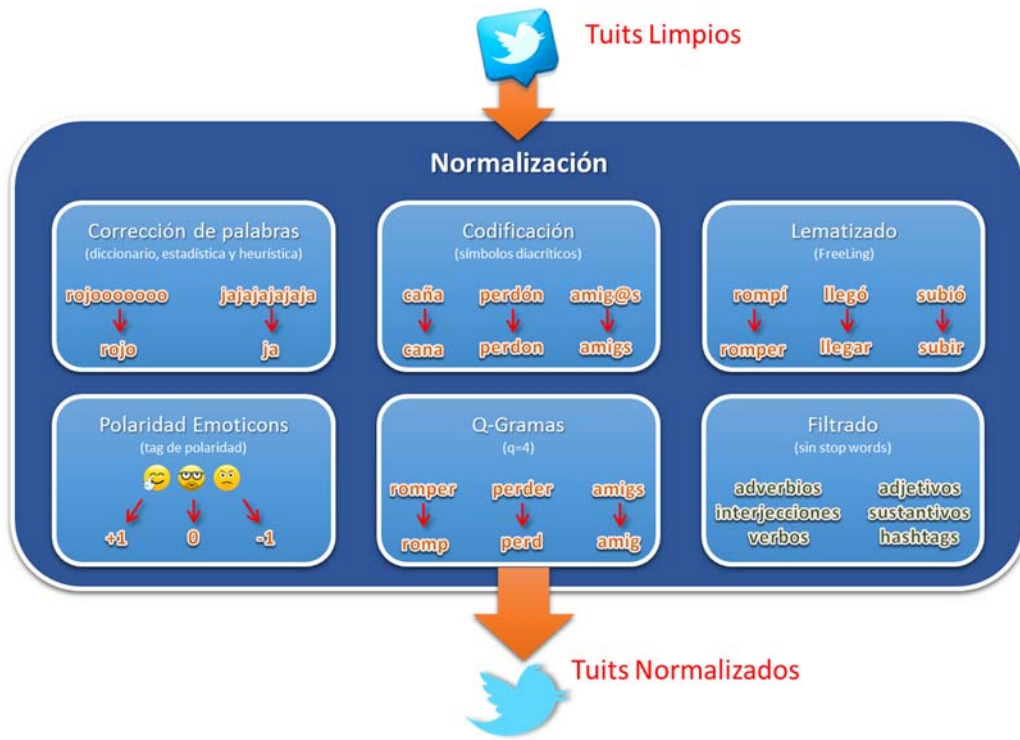 Tuits Limpios
Normalización
Corrección de palabras
(diccionario, estadística y heurística)
rojooooooo jajajajajaja
rojo ja
Codificación
(símbolos diacríticos)
caña perdón amig@s
cana perdon amigs
Lematizado
(FreeLing)
rompí llegó subió
romper llegar subir
Polaridad Emoticons
(tag de polaridad)
+1 0 -1
Q-Gramas
(q=4)
romper perder amigs
romp perd amig
Filtrado
(sin stop words)
adverbios adjetivos
interjecciones sustantivos
verbos hashtags
Tuits Normalizados